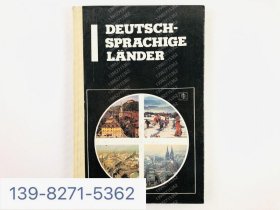 DEUTSCH-
SPRACHIGE
LÄNDER
139-8271-5362